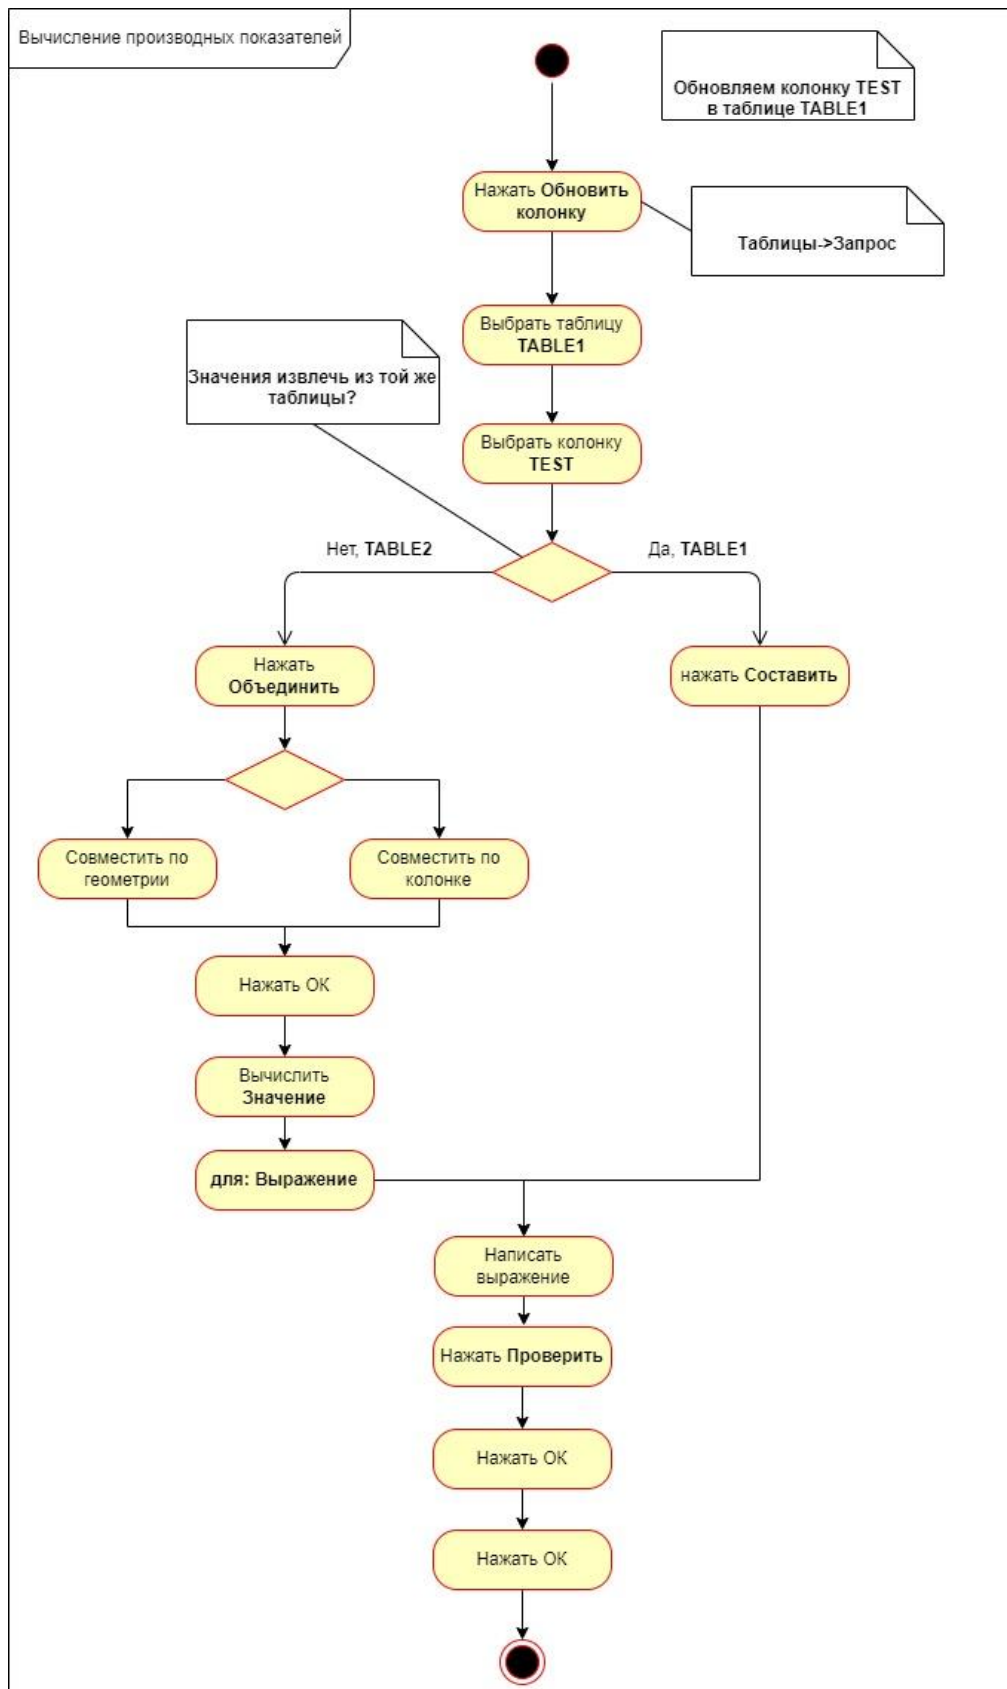 Вычисление производных показателей
Обновляем колонку TEST
в таблице TABLE1
Нажать Обновить
колонку
Таблицы->Запрос
Выбрать таблицу
TABLE1
Значения извлечь из той же
таблицы?
Выбрать колонку
TEST
Нет, TABLE2
Да, TABLE1
Нажать
Объединить
нажать Составить
Совместить по
геометрии
Совместить по
колонке
Нажать ОК
Вычислить
Значение
для: Выражение
Написать
выражение
Нажать Проверить
Нажать ОК
Нажать ОК